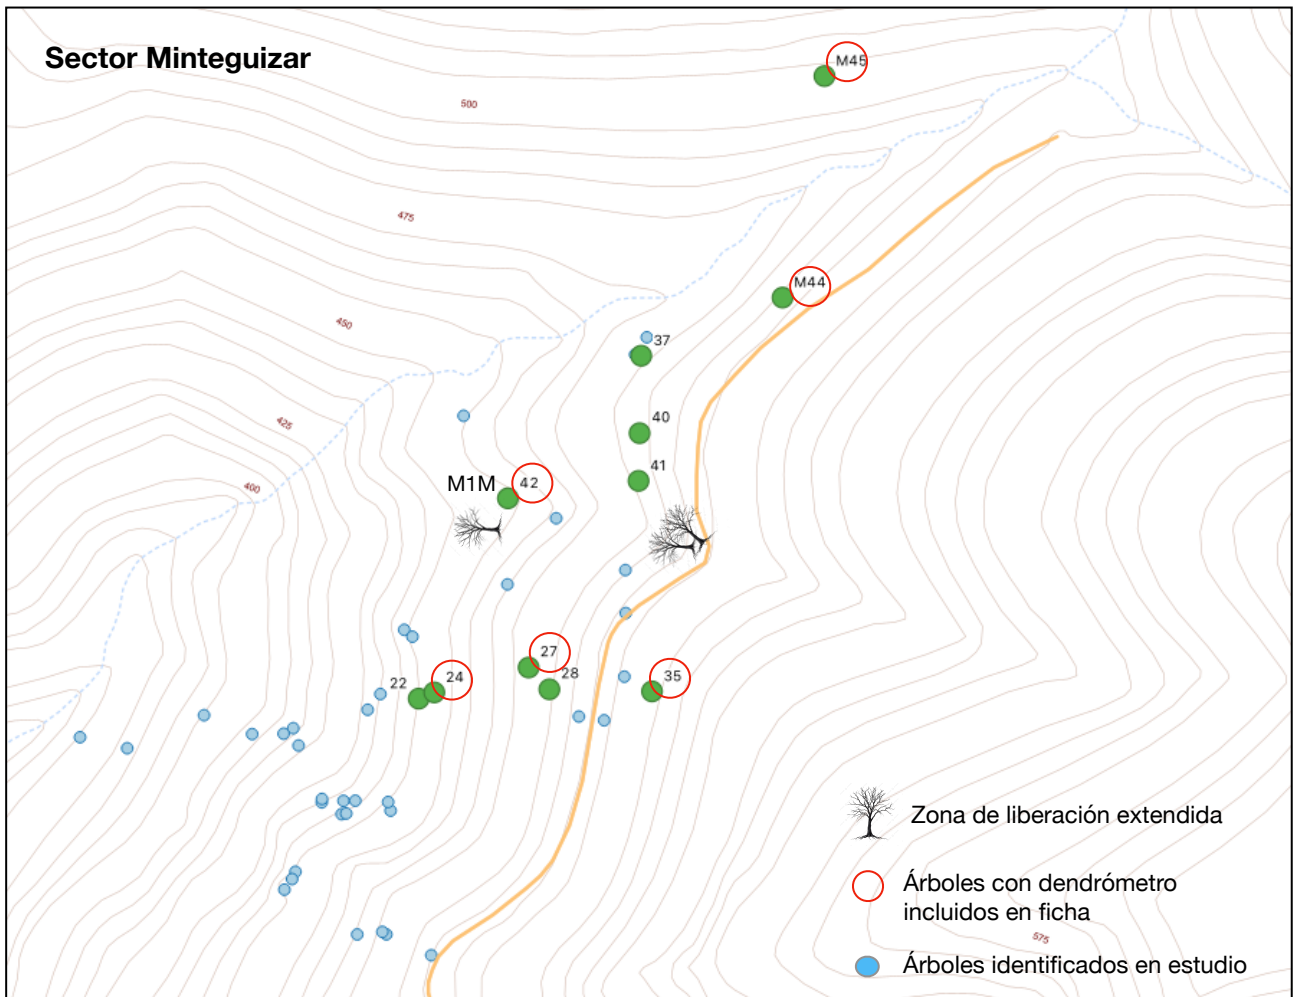 Sector Minteguizar
M45
500
475
M44
450
37
40
425
41
400
M1M
42
27
28
22
24
35
Zona de liberación extendida
Árboles con dendrómetro
incluidos en ficha
575
Árboles identificados en estudio